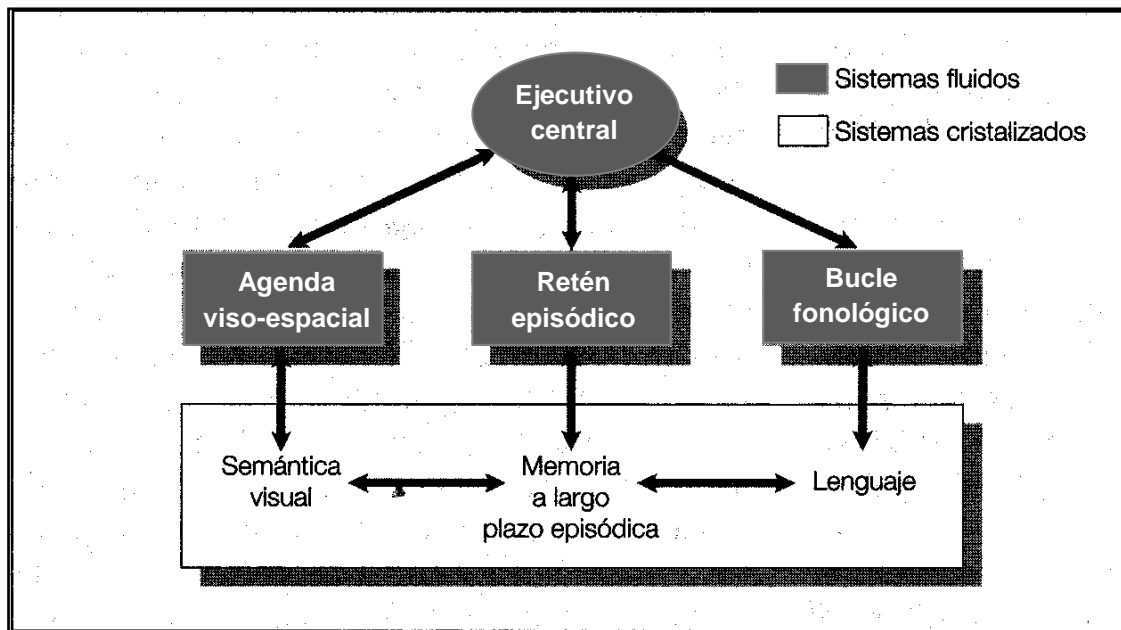 Ejecutivo
central
Sistemas fluidos
Sistemas cristalizados
Agenda
viso-espacial
Retén
episódico
Bucle
fonológico
Semántica
visual
Memoria
a largo
plazo episódica
Lenguaje